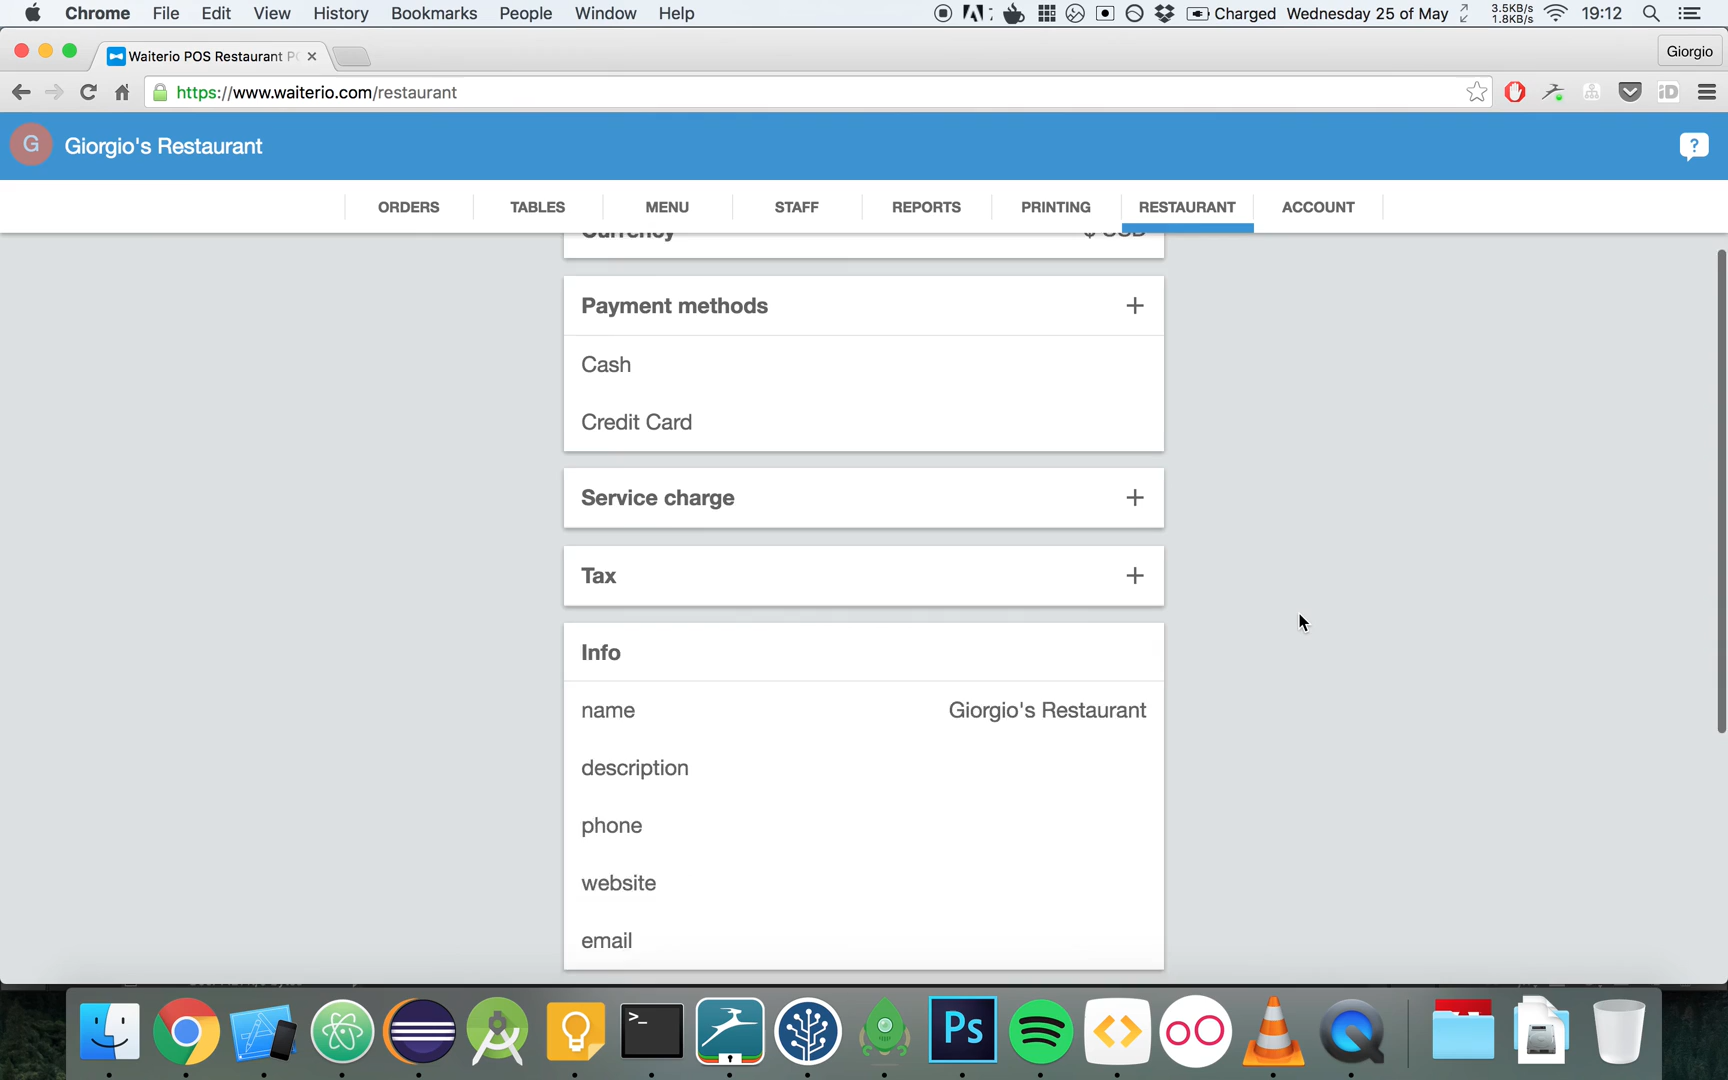 Chrome File Edit View History Bookmarks People Window Help Charged Wednesday 25 of May 3.5KB/s 1.8KB/s 19:12
Waiterio POS Restaurant P Giorgio
https://www.waiterio.com/restaurant
G Giorgio's Restaurant ?
ORDERS TABLES MENU STAFF REPORTS PRINTING RESTAURANT ACCOUNT
Currency $ USD
Payment methods +
Cash
Credit Card
Service charge +
Tax +
Info
name Giorgio's Restaurant
description
phone
website
email
Ps